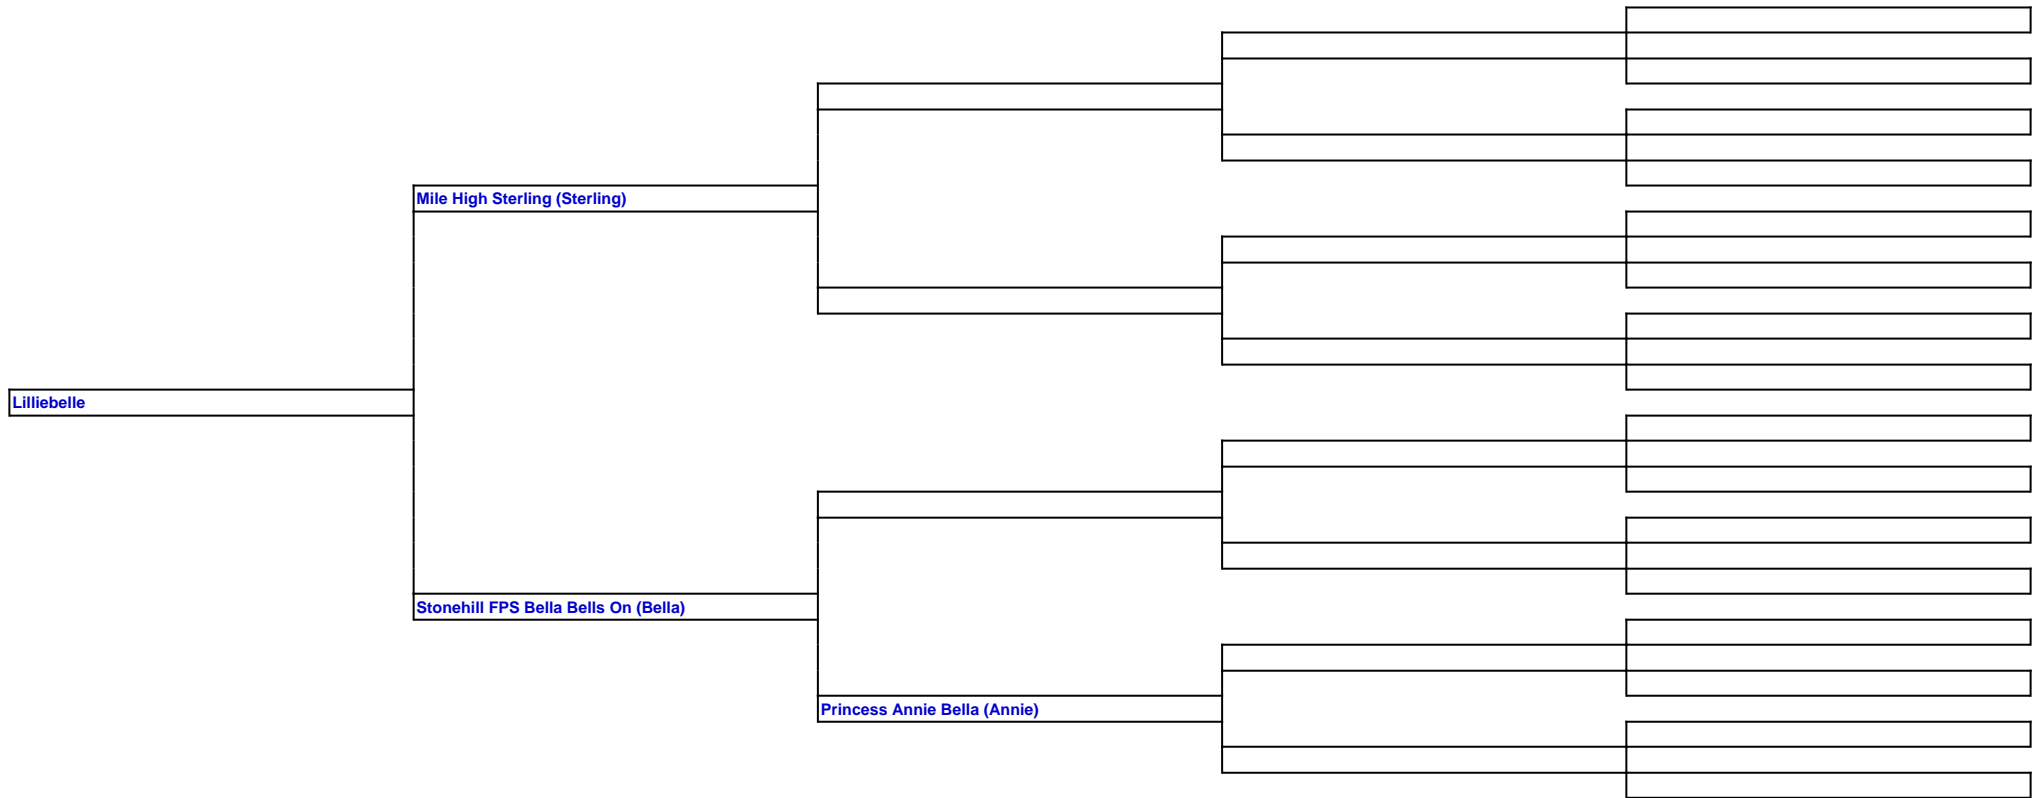 Mile High Sterling (Sterling)
Lilliebelle
Stonehill FPS Bella Bells On (Bella)
Princess Annie Bella (Annie)